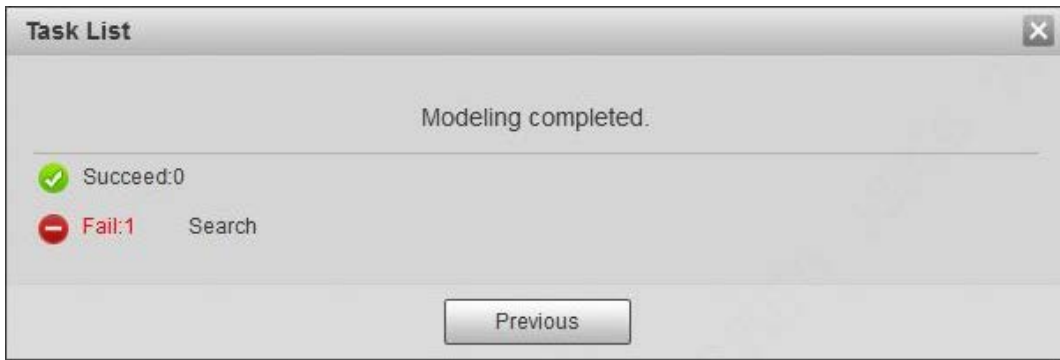 Task List
Modeling completed.
Succeed:0
Fail:1 Search
Previous